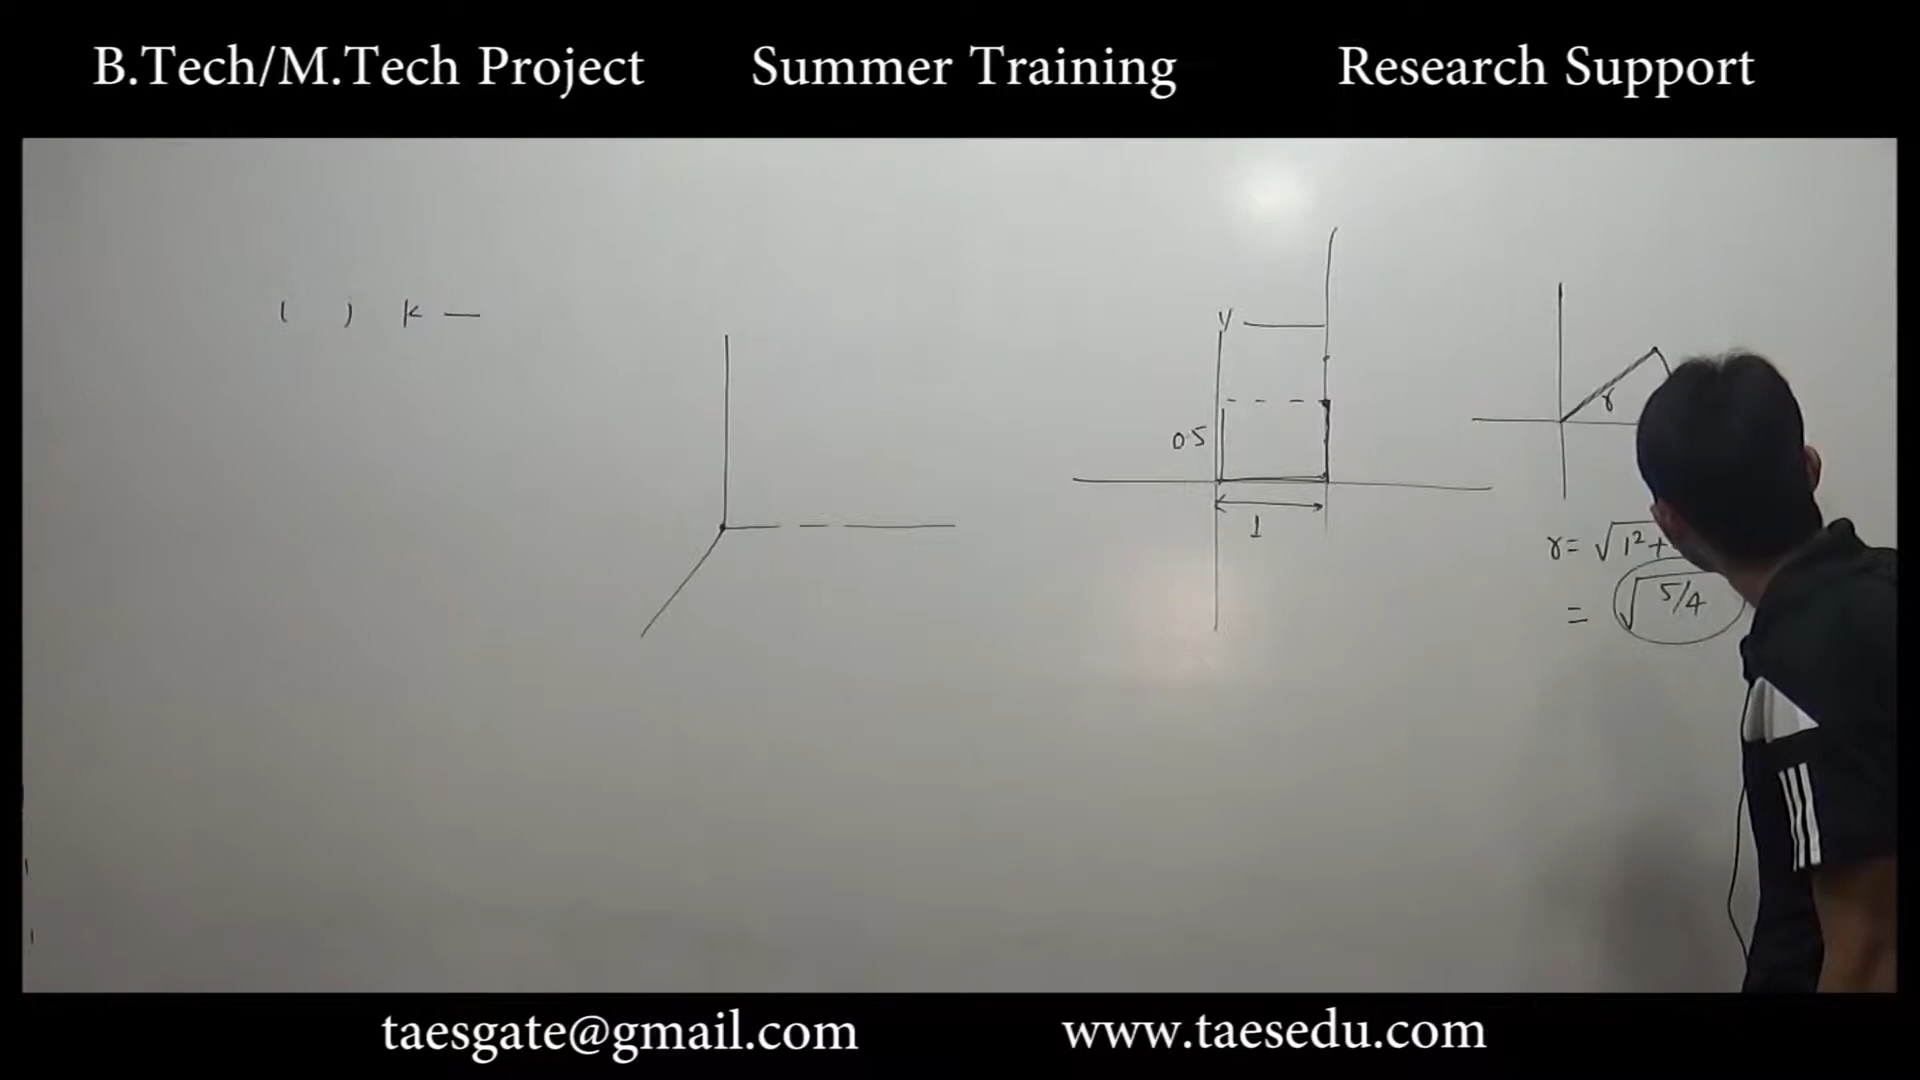 B.Tech/M.Tech Project Summer Training Research Support
i j k —
y
0.5
1
r
r = √1² +
= √5/4
taesgate@gmail.com www.taesedu.com